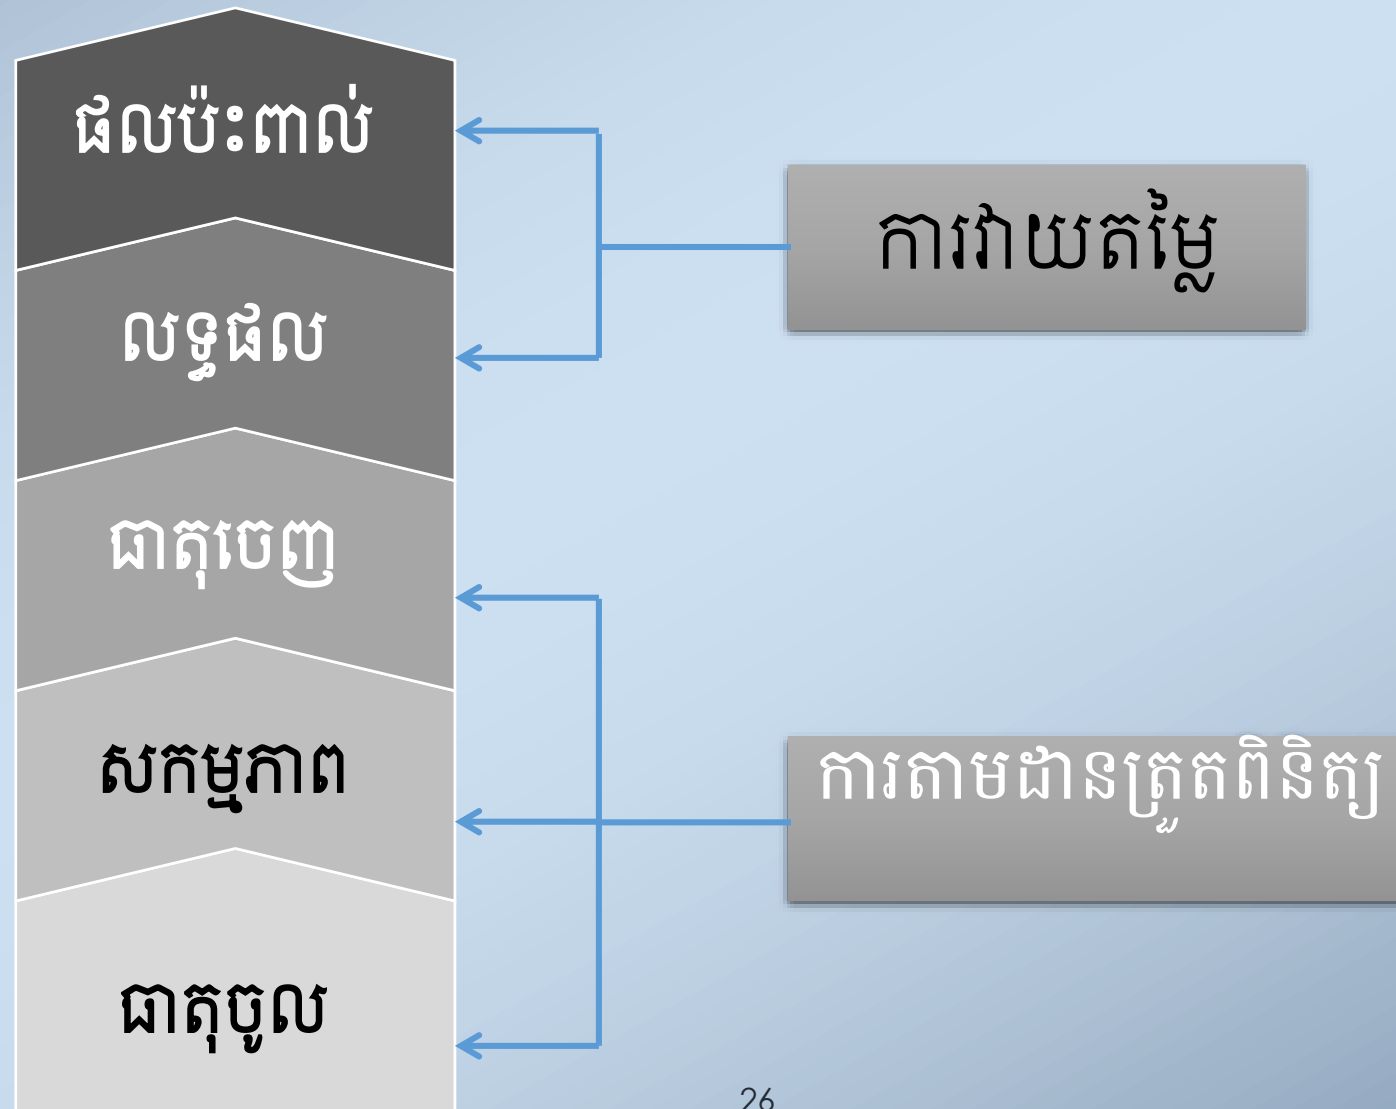 ផលប៉ះពាល់
ការវាយតម្លៃ
លទ្ធផល
ធាតុចេញ
សកម្មភាព
ការតាមដានត្រួតពិនិត្យ
ធាតុចូល
26